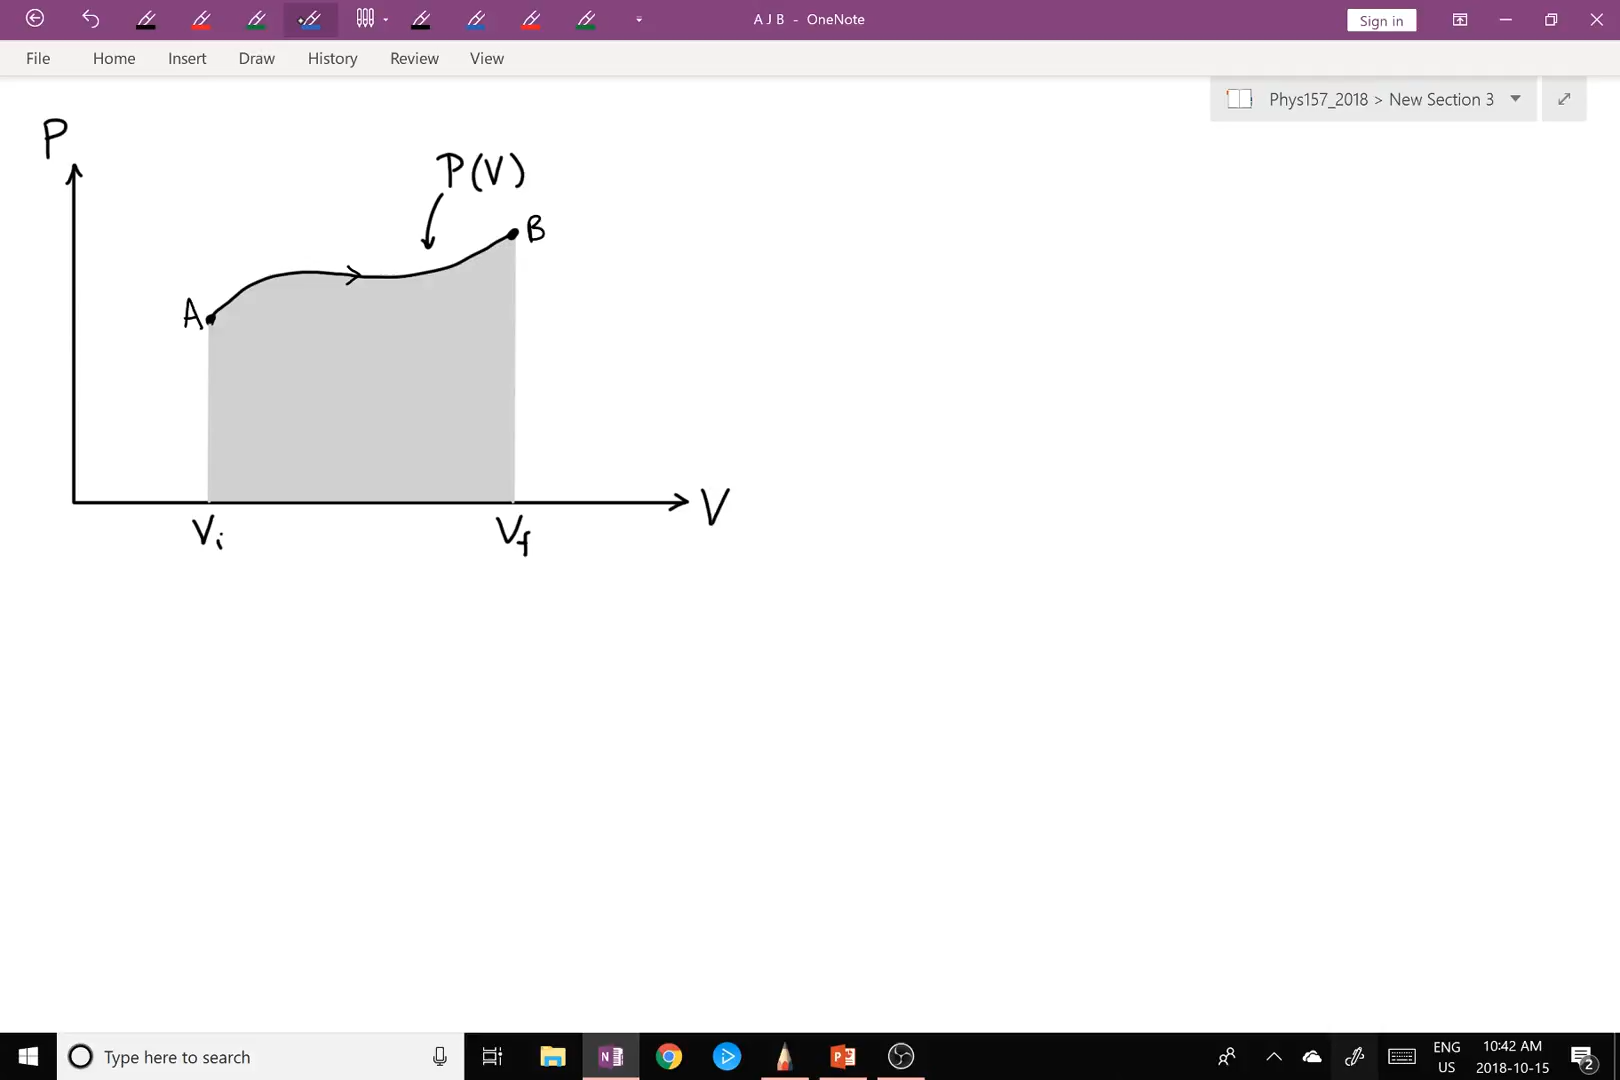 A J B - OneNote
Sign in
File Home Insert Draw History Review View
Phys157_2018 > New Section 3
P
P(V)
B
A
V
Vi
Vf
Type here to search
N
P
ENG
US
10:42 AM
2018-10-15
2